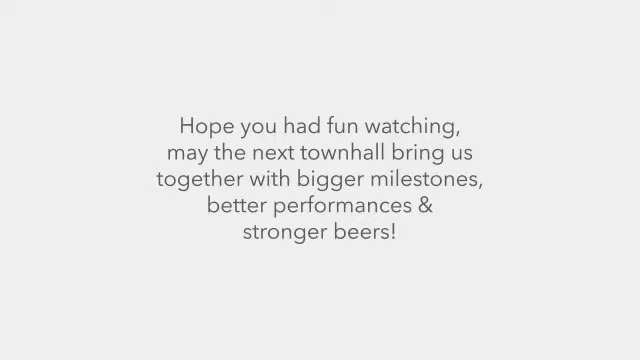 Hope you had fun watching,
may the next townhall bring us
together with bigger milestones,
better performances &
stronger beers!